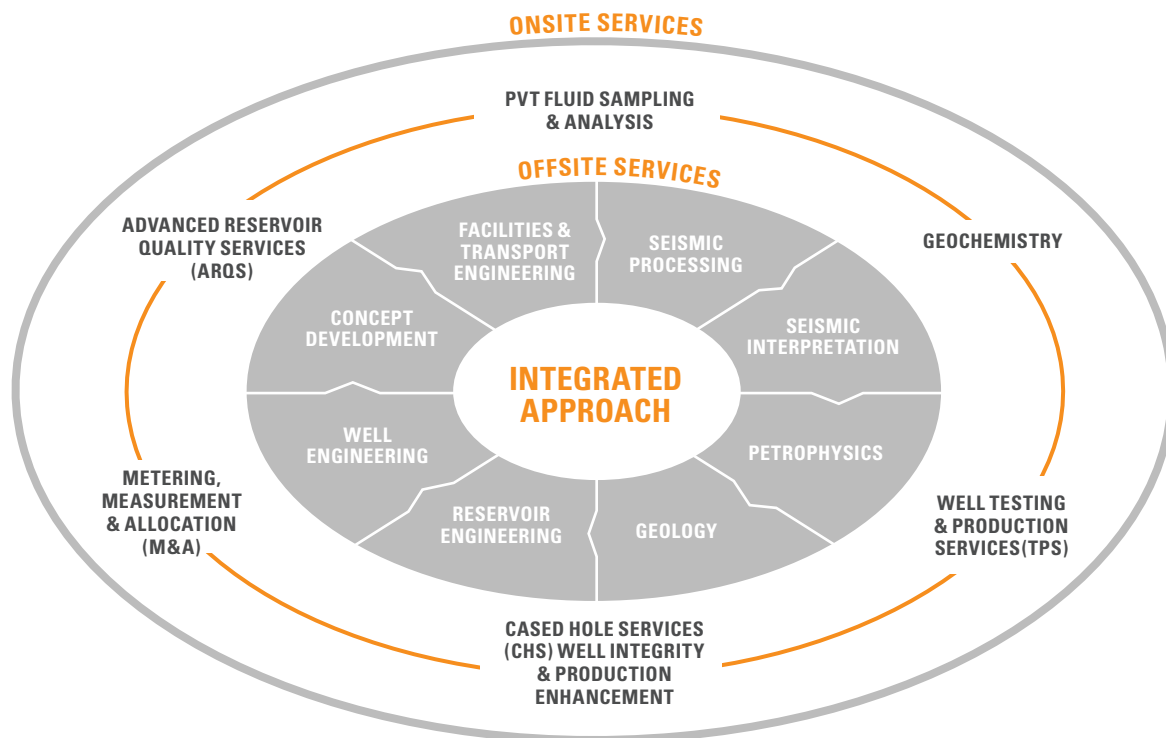 ONSITE SERVICES
PVT FLUID SAMPLING
& ANALYSIS
OFFSITE SERVICES
ADVANCED RESERVOIR
QUALITY SERVICES
(ARQS)
FACILITIES &
TRANSPORT
ENGINEERING
SEISMIC
PROCESSING
GEOCHEMISTRY
CONCEPT
DEVELOPMENT
SEISMIC
INTERPRETATION
INTEGRATED
APPROACH
WELL
ENGINEERING
PETROPHYSICS
METERING,
MEASUREMENT
& ALLOCATION
(M&A)
RESERVOIR
ENGINEERING
GEOLOGY
WELL TESTING
& PRODUCTION
SERVICES(TPS)
CASED HOLE SERVICES
(CHS) WELL INTEGRITY
& PRODUCTION
ENHANCEMENT